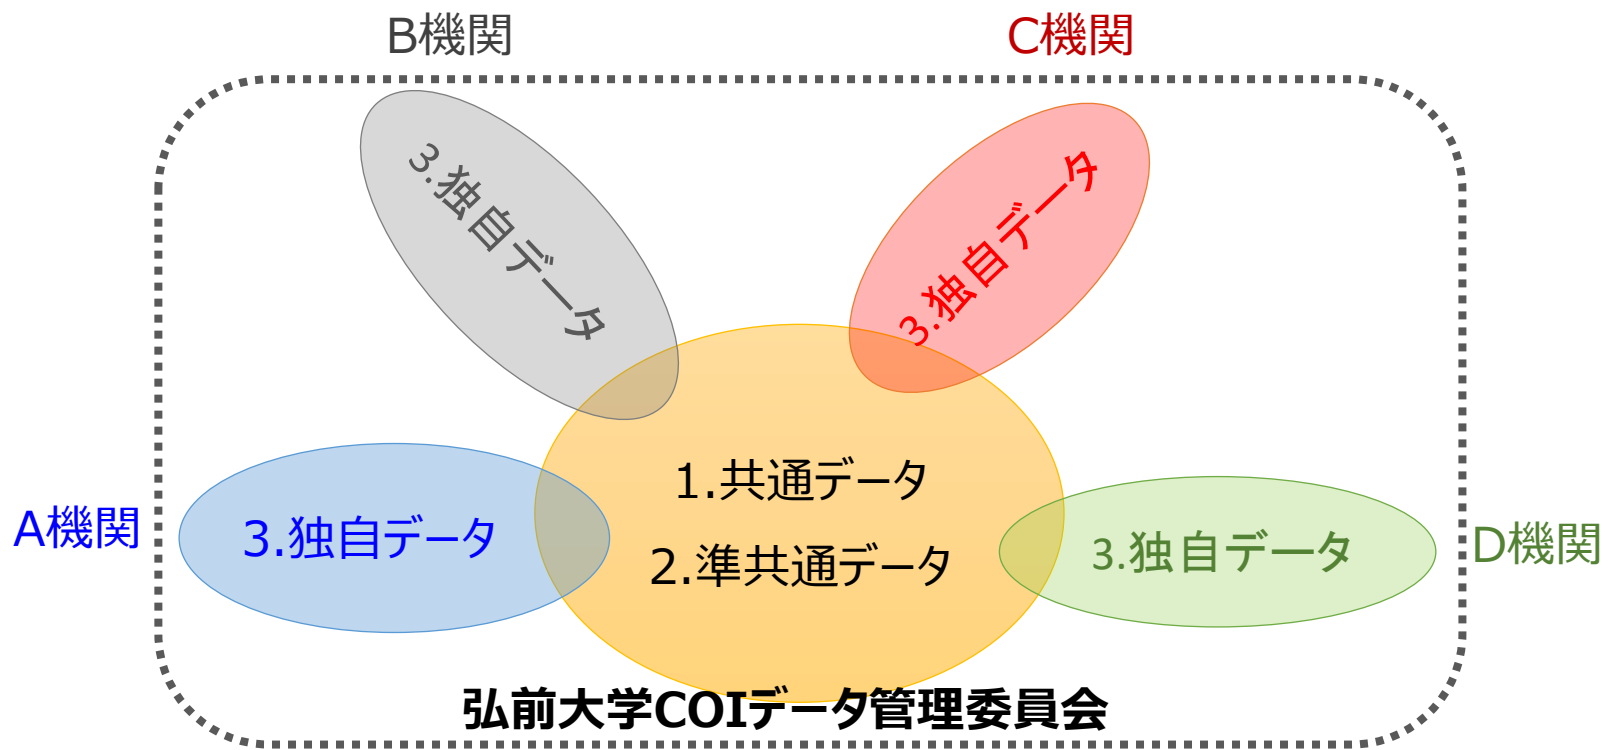 B機関
C機関
3.独自データ
3.独自データ
1.共通データ
A機関
3.独自データ
2.準共通データ
3.独自データ
D機関
弘前大学COIデータ管理委員会